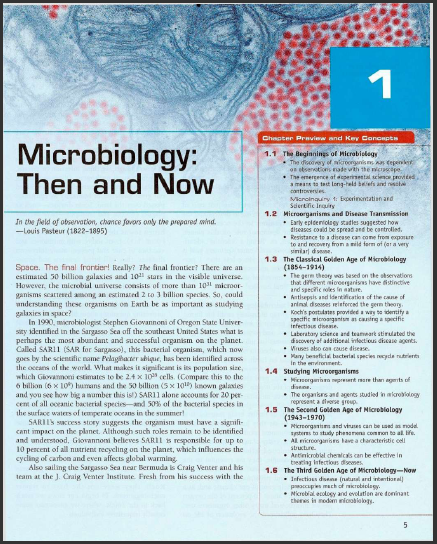 1
Microbiology:
Then and Now
In the field of observation, chance favors only the prepared mind.
—Louis Pasteur (1822–1895)
Space. The final frontier! Really? The final frontier? There are an
estimated 50 billion galaxies and 10²¹ stars in the visible universe.
However, the microbial universe consists of more than 10³¹ microor-
ganisms scattered among an estimated 2 to 3 billion species. So, could
understanding these organisms on Earth be as important as studying
galaxies in space?
In 1990, microbiologist Stephen Giovannoni of Oregon State Univer-
sity identified in the Sargasso Sea off the southeast United States what is
perhaps the most abundant and successful organism on the planet.
Called SAR11 (SAR for Sargasso), this bacterial organism, which now
goes by the scientific name Pelagibacter ubique, has been identified across
the oceans of the world. What makes it significant is its population size,
which Giovannoni estimates to be 2.4 × 10²⁸ cells. (Compare this to the
6 billion (6 × 10⁹) humans and the 50 billion (5 × 10¹⁰) known galaxies
and you see how big a number this is!) SAR11 alone accounts for 20 per-
cent of all oceanic bacterial species—and 50% of the bacterial species in
the surface waters of temperate oceans in the summer!
SAR11's success story suggests the organism must have a signifi-
cant impact on the planet. Although such roles remain to be identified
and understood, Giovannoni believes SAR11 is responsible for up to
10 percent of all nutrient recycling on the planet, which influences the
cycling of carbon and even affects global warming.
Also sailing the Sargasso Sea near Bermuda is Craig Venter and his
team at the J. Craig Venter Institute. Fresh from his success with the
Chapter Preview and Key Concepts
1.1 The Beginnings of Microbiology
• The discovery of microorganisms was dependent
on observations made with the microscope.
• The emergence of experimental science provided
a means to test long-held beliefs and resolve
controversies.
MicroInquiry 1: Experimentation and
Scientific Inquiry
1.2 Microorganisms and Disease Transmission
• Early epidemiology studies suggested how
diseases could be spread and be controlled.
• Resistance to a disease can come from exposure
to and recovery from a mild form of (or a very
similar) disease.
1.3 The Classical Golden Age of Microbiology
(1854–1914)
• The germ theory was based on the observations
that different microorganisms have distinctive
and specific roles in nature.
• Antisepsis and identification of the cause of
animal diseases reinforced the germ theory.
• Koch's postulates provided a way to identify a
specific microorganism as causing a specific
infectious disease.
• Laboratory science and teamwork stimulated the
discovery of additional infectious disease agents.
• Viruses also can cause disease.
• Many beneficial bacterial species recycle nutrients
in the environment.
1.4 Studying Microorganisms
• Microorganisms represent more than agents of
disease.
• The organisms and agents studied in microbiology
represent a diverse group.
1.5 The Second Golden Age of Microbiology
(1943–1970)
• Microorganisms and viruses can be used as model
systems to study phenomena common to all life.
• All microorganisms have a characteristic cell
structure.
• Antimicrobial chemicals can be effective in
treating infectious diseases.
1.6 The Third Golden Age of Microbiology—Now
• Infectious disease (natural and intentional)
preoccupies much of microbiology.
• Microbial ecology and evolution are dominant
themes in modern microbiology.
5